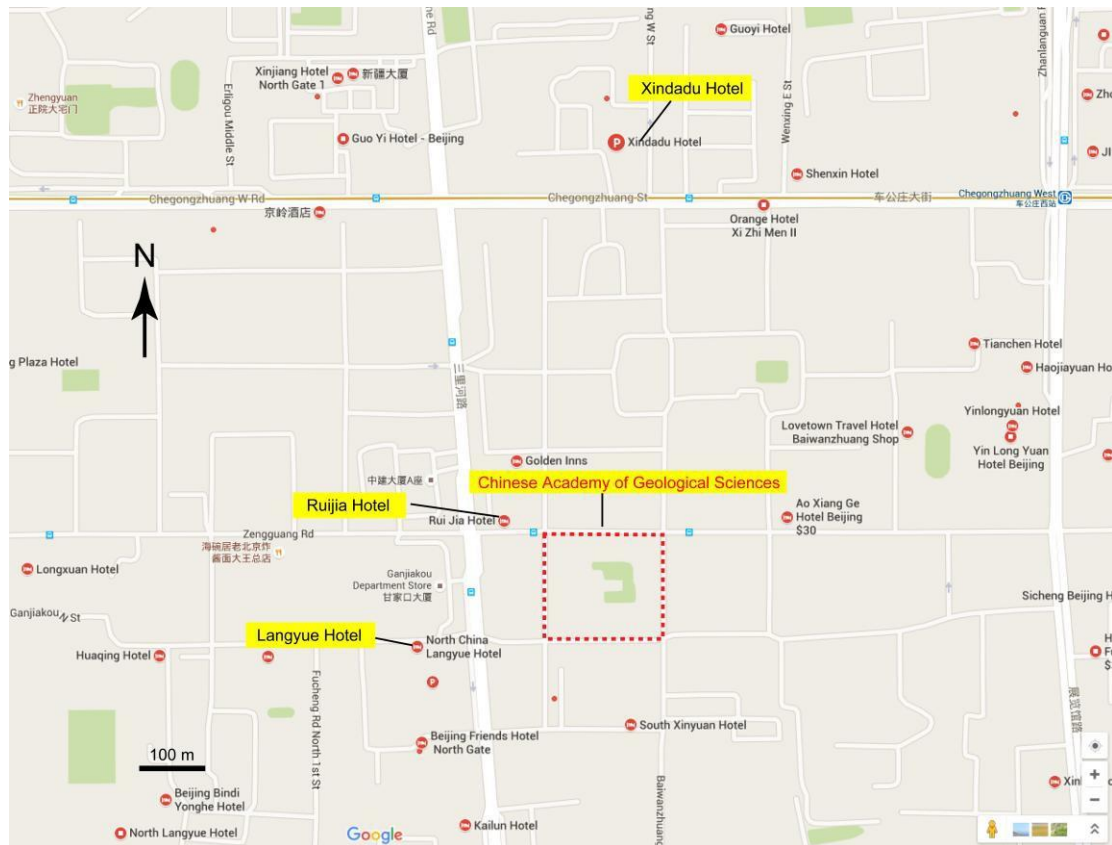 Guoyi Hotel
Xinjiang Hotel
North Gate 1
新疆大厦
Zhengyuan
正院大宅门
Erligou Middle St
Xindadu Hotel
Wenxing E St
Zhanlanguan
Guo Yi Hotel - Beijing
Xindadu Hotel
Shenxin Hotel
Chegongzhuang W Rd
Chegongzhuang St
车公庄大街
Chegongzhuang West
车公庄西站
京岭酒店
Orange Hotel
Xi Zhi Men II
N
Tianchen Hotel
g Plaza Hotel
Haojiayuan Ho
三里河路
Yinlongyuan Hotel
Lovetown Travel Hotel
Baiwanzhuang Shop
Yin Long Yuan
Hotel Beijing
Golden Inns
中建大厦A座
Chinese Academy of Geological Sciences
Ruijia Hotel
Rui Jia Hotel
Ao Xiang Ge
Hotel Beijing
$30
Zengguang Rd
海碗居老北京炸
酱面大王总店
Longxuan Hotel
Ganjiakou
Department Store
甘家口大厦
Sicheng Beijing H
Ganjiakou N St
Langyue Hotel
North China
Langyue Hotel
Huaqing Hotel
Fucheng Rd North 1st St
展览馆路
South Xinyuan Hotel
Beijing Friends Hotel
North Gate
100 m
Baiwanzhuang
Beijing Bindi
Yonghe Hotel
North Langyue Hotel
Google
Kailun Hotel